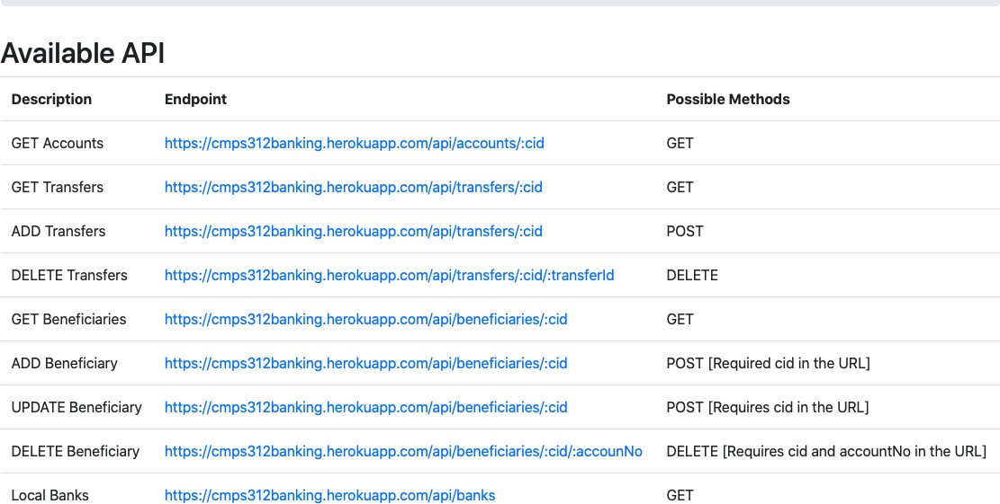 Available API
Description Endpoint Possible Methods
GET Accounts https://cmps312banking.herokuapp.com/api/accounts/:cid GET
GET Transfers https://cmps312banking.herokuapp.com/api/transfers/:cid GET
ADD Transfers https://cmps312banking.herokuapp.com/api/transfers/:cid POST
DELETE Transfers https://cmps312banking.herokuapp.com/api/transfers/:cid/:transferId DELETE
GET Beneficiaries https://cmps312banking.herokuapp.com/api/beneficiaries/:cid GET
ADD Beneficiary https://cmps312banking.herokuapp.com/api/beneficiaries/:cid POST [Required cid in the URL]
UPDATE Beneficiary https://cmps312banking.herokuapp.com/api/beneficiaries/:cid POST [Requires cid in the URL]
DELETE Beneficiary https://cmps312banking.herokuapp.com/api/beneficiaries/:cid/:accounNo DELETE [Requires cid and accountNo in the URL]
Local Banks https://cmps312banking.herokuapp.com/api/banks GET